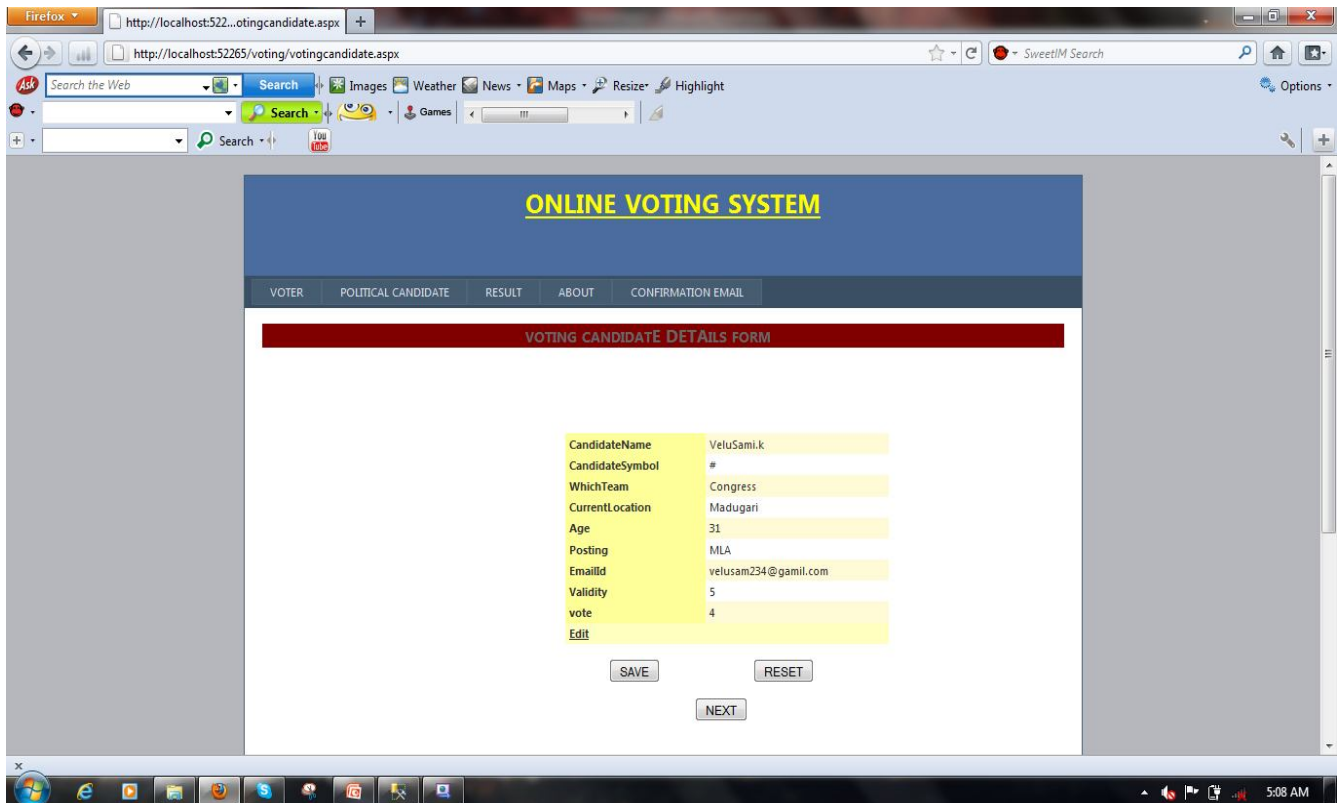 Firefox
http://localhost:522...otingcandidate.aspx
http://localhost:52265/voting/votingcandidate.aspx
SweetIM Search
Ask Search the Web Search Images Weather News Maps Resizer Highlight Options
Search Games
Search You Tube
ONLINE VOTING SYSTEM
VOTER POLITICAL CANDIDATE RESULT ABOUT CONFIRMATION EMAIL
VOTING CANDIDATE DETAILS FORM
CandidateName VeluSami.k
CandidateSymbol #
WhichTeam Congress
CurrentLocation Madugari
Age 31
Posting MLA
EmailId velusam234@gamil.com
Validity 5
vote 4
Edit
SAVE RESET
NEXT
x
5:08 AM